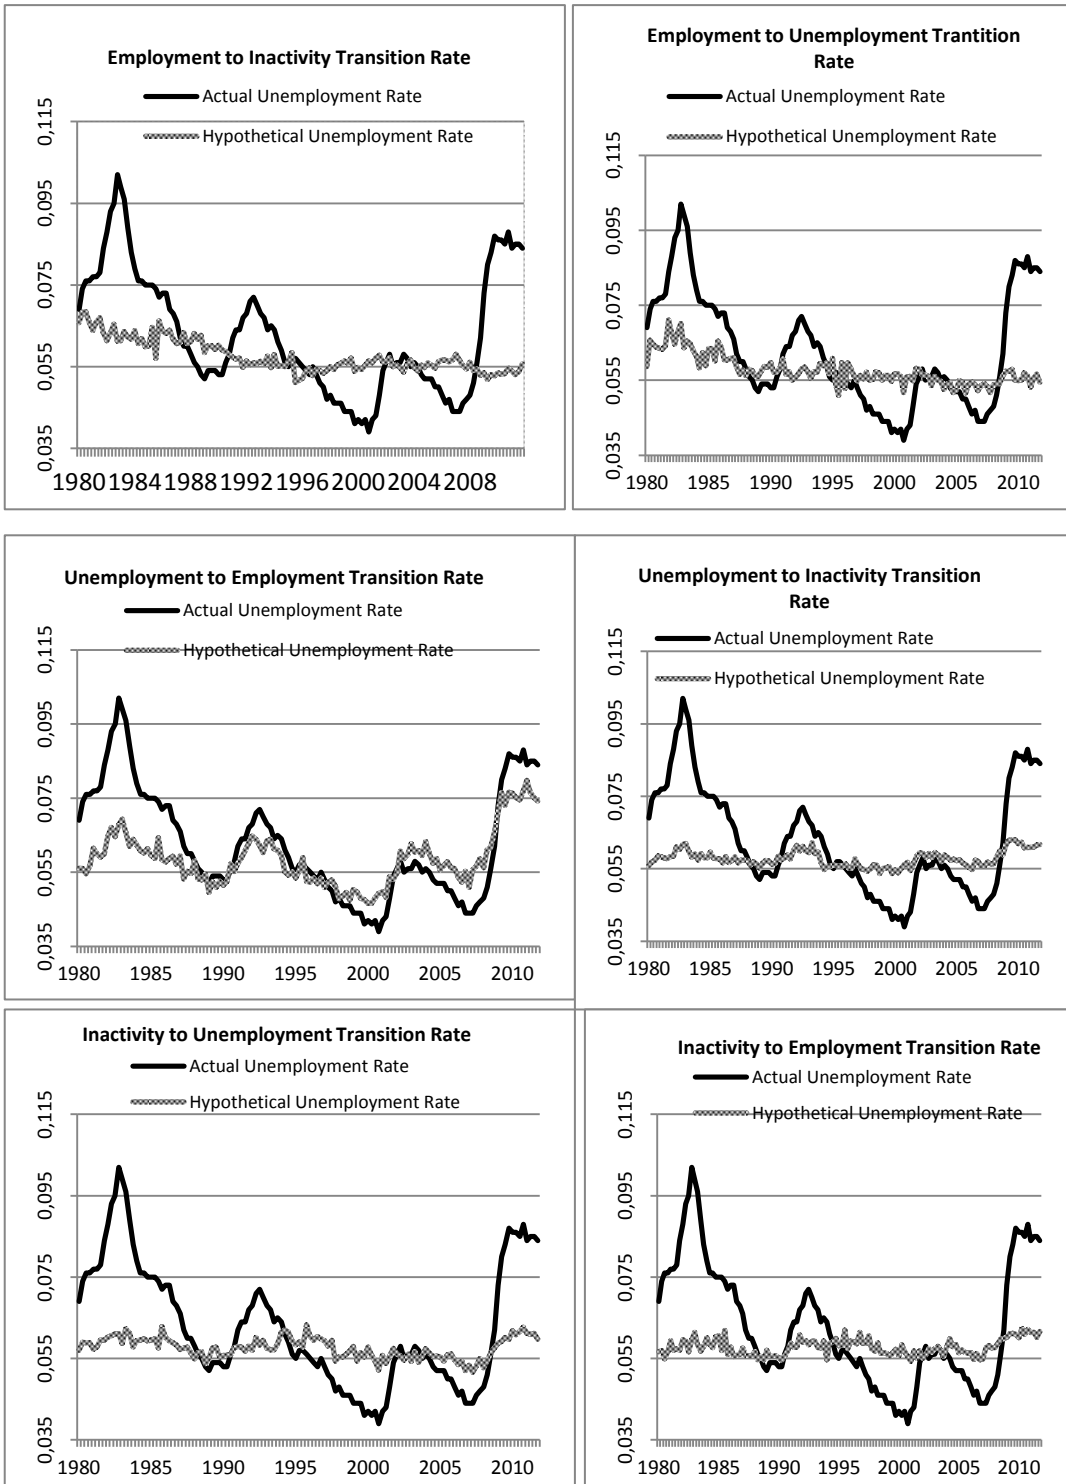 Employment to Inactivity Transition Rate
Actual Unemployment Rate
Hypothetical Unemployment Rate
0,115
0,095
0,075
0,055
0,035
1980 1984 1988 1992 1996 2000 2004 2008
Employment to Unemployment Trantition
Rate
Actual Unemployment Rate
Hypothetical Unemployment Rate
0,115
0,095
0,075
0,055
0,035
1980 1985 1990 1995 2000 2005 2010
Unemployment to Employment Transition Rate
Actual Unemployment Rate
Hypothetical Unemployment Rate
0,115
0,095
0,075
0,055
0,035
1980 1985 1990 1995 2000 2005 2010
Unemployment to Inactivity Transition
Rate
Actual Unemployment Rate
Hypothetical Unemployment Rate
0,115
0,095
0,075
0,055
0,035
1980 1985 1990 1995 2000 2005 2010
Inactivity to Unemployment Transition Rate
Actual Unemployment Rate
Hypothetical Unemployment Rate
0,115
0,095
0,075
0,055
0,035
1980 1985 1990 1995 2000 2005 2010
Inactivity to Employment Transition Rate
Actual Unemployment Rate
Hypothetical Unemployment Rate
0,115
0,095
0,075
0,055
0,035
1980 1985 1990 1995 2000 2005 2010